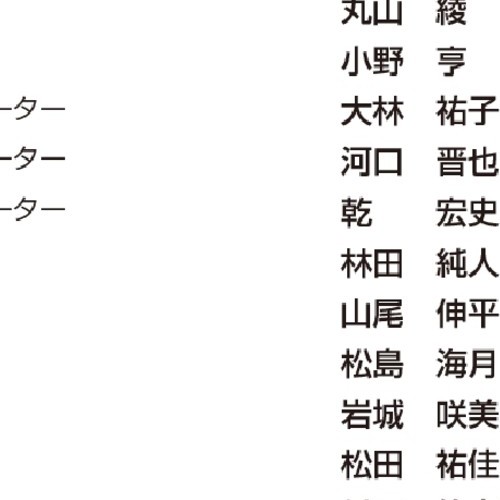 丸山　綾
小野　亨
ーター　大林　祐子
ーター　河口　晋也
ーター　乾　宏史
林田　純人
山尾　伸平
松島　海月
岩城　咲美
松田　祐佳